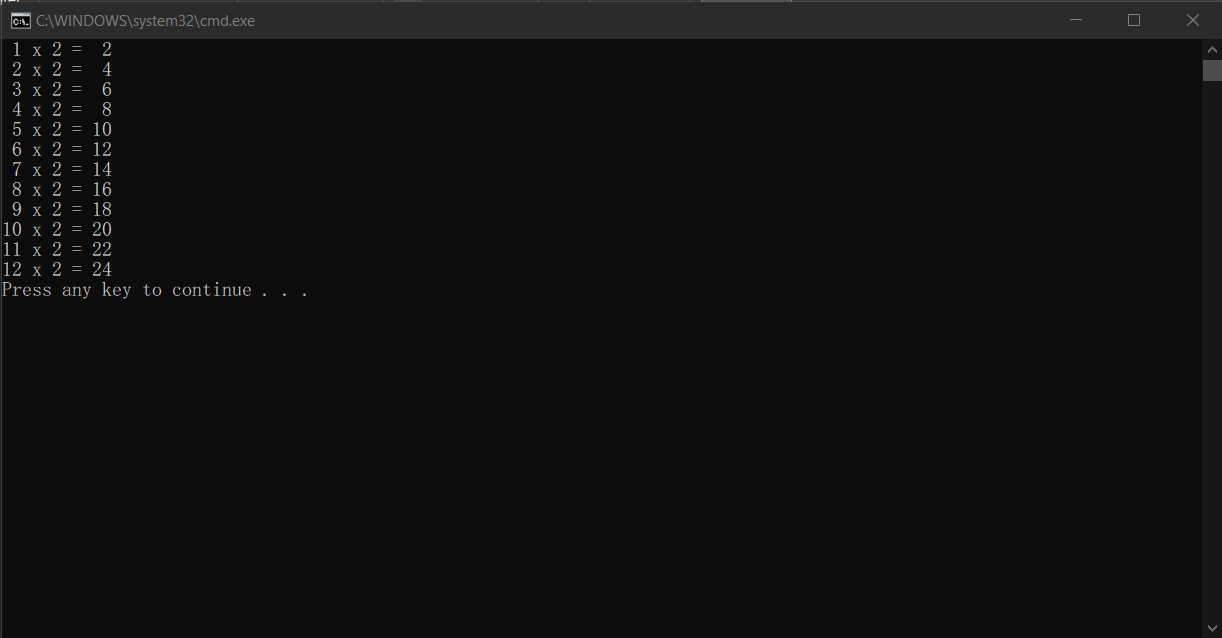 C:\WINDOWS\system32\cmd.exe
 1 x 2 =  2
 2 x 2 =  4
 3 x 2 =  6
 4 x 2 =  8
 5 x 2 = 10
 6 x 2 = 12
 7 x 2 = 14
 8 x 2 = 16
 9 x 2 = 18
10 x 2 = 20
11 x 2 = 22
12 x 2 = 24
Press any key to continue . . .